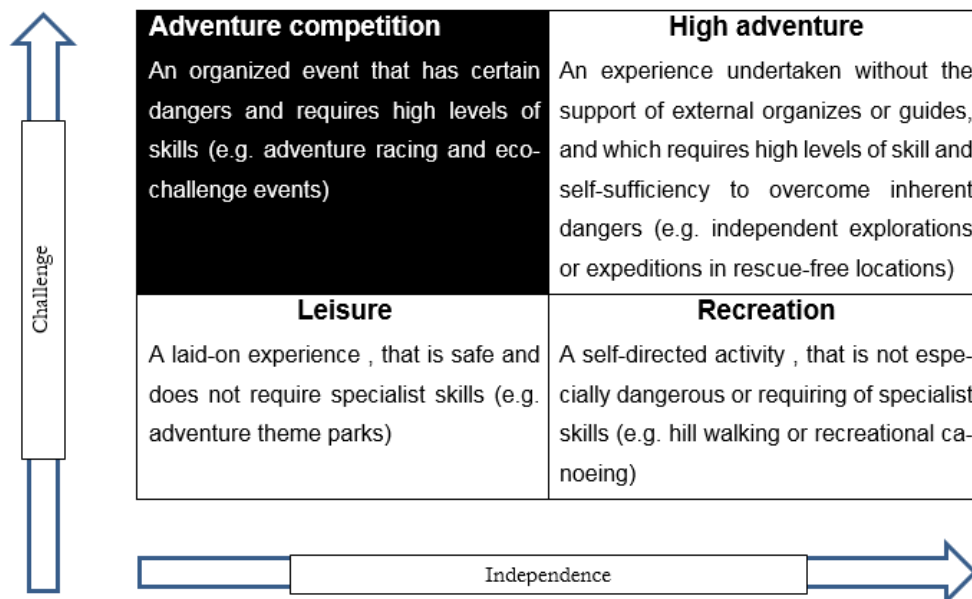 Adventure competition
An organized event that has certain
dangers and requires high levels of
skills (e.g. adventure racing and eco-
challenge events)
High adventure
An experience undertaken without the
support of external organizes or guides,
and which requires high levels of skill and
self-sufficiency to overcome inherent
dangers (e.g. independent explorations
or expeditions in rescue-free locations)
Challenge
Leisure
A laid-on experience , that is safe and
does not require specialist skills (e.g.
adventure theme parks)
Recreation
A self-directed activity , that is not espe-
cially dangerous or requiring of specialist
skills (e.g. hill walking or recreational ca-
noeing)
Independence